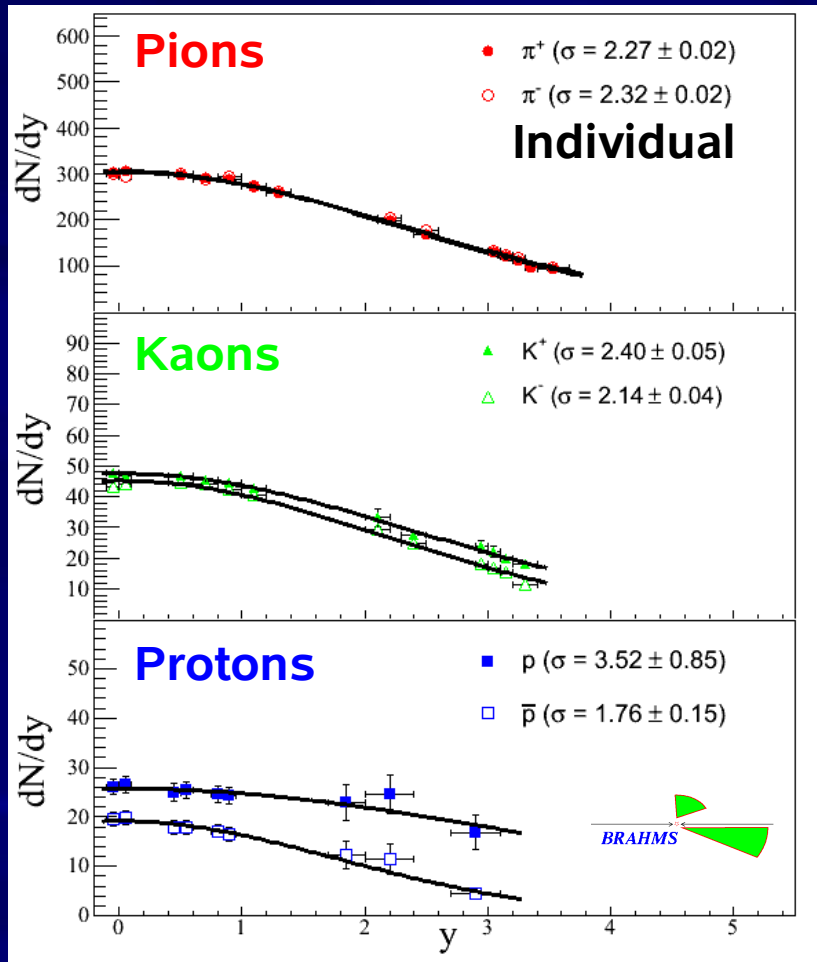 Pions
π⁺ (σ = 2.27 ± 0.02)
π⁻ (σ = 2.32 ± 0.02)
Individual
dN/dy
600
500
400
300
200
100
Kaons
K⁺ (σ = 2.40 ± 0.05)
K⁻ (σ = 2.14 ± 0.04)
dN/dy
90
80
70
60
50
40
30
20
10
Protons
p (σ = 3.52 ± 0.85)
p̅ (σ = 1.76 ± 0.15)
dN/dy
50
40
30
20
10
0
BRAHMS
0 1 2 3 4 5
y